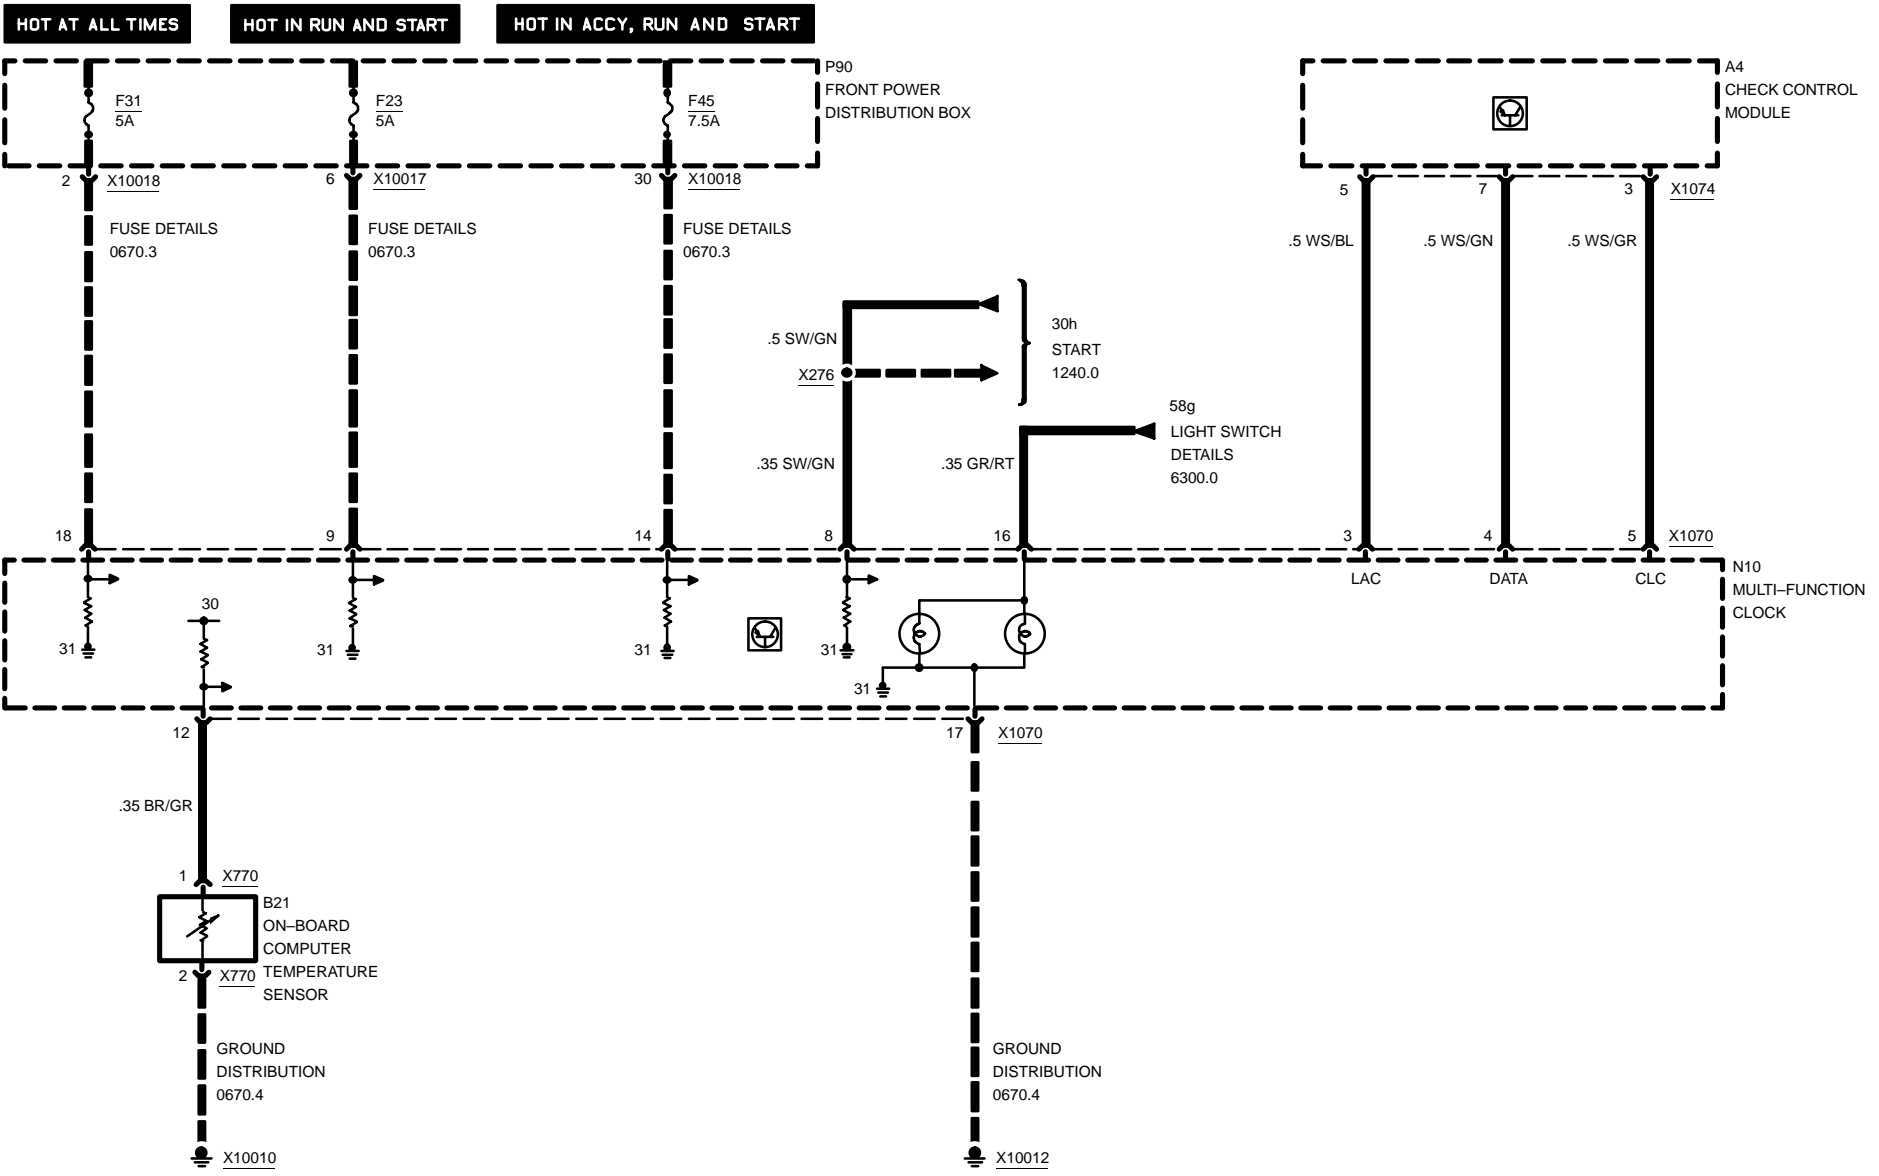 HOT AT ALL TIMES
HOT IN RUN AND START
HOT IN ACCY, RUN AND START
P90
FRONT POWER
DISTRIBUTION BOX
F31
5A
F23
5A
F45
7.5A
A4
CHECK CONTROL
MODULE
2
X10018
6
X10017
30
X10018
5
7
3
X1074
FUSE DETAILS
0670.3
FUSE DETAILS
0670.3
FUSE DETAILS
0670.3
.5 WS/BL
.5 WS/GN
.5 WS/GR
.5 SW/GN
30h
START
1240.0
X276
58g
LIGHT SWITCH
DETAILS
6300.0
.35 SW/GN
.35 GR/RT
18
9
14
8
16
3
4
5
X1070
LAC
DATA
CLC
N10
MULTI–FUNCTION
CLOCK
30
31
31
31
31
31
12
17
X1070
.35 BR/GR
1
X770
B21
ON–BOARD
COMPUTER
TEMPERATURE
SENSOR
2
X770
GROUND
DISTRIBUTION
0670.4
GROUND
DISTRIBUTION
0670.4
X10010
X10012